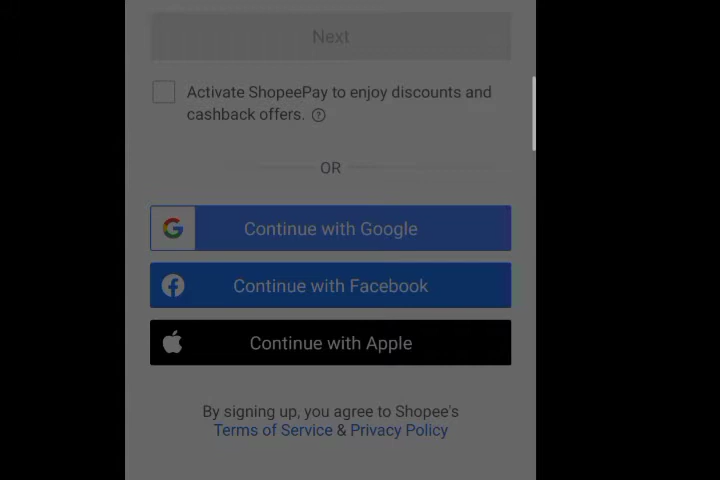 Next
Activate ShopeePay to enjoy discounts and
cashback offers. ?
OR
Continue with Google
Continue with Facebook
Continue with Apple
By signing up, you agree to Shopee's
Terms of Service & Privacy Policy